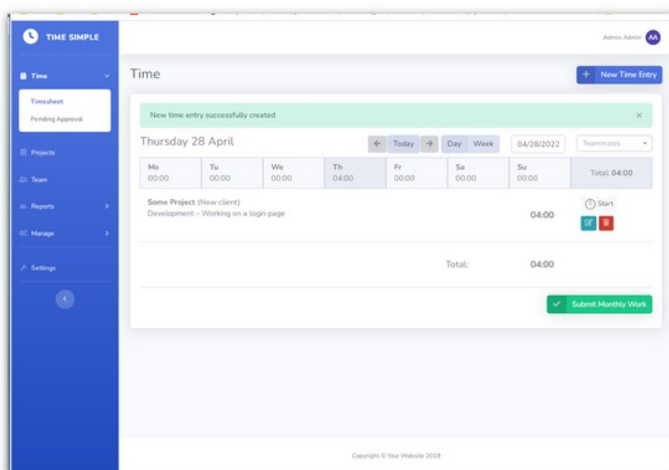 TIME SIMPLE
Admin Admin AA
Time
Timesheet
Pending Approval
Projects
Team
Reports
Manage
Settings
Time
+ New Time Entry
New time entry successfully created ×
Thursday 28 April
← Today → Day Week 04/28/2022 Teammates
Mo Tu We Th Fr Sa Su
00:00 00:00 00:00 04:00 00:00 00:00 00:00 Total: 04:00
Some Project (New client)
Development – Working on a login page
04:00
Start
Total: 04:00
Submit Monthly Work
Copyright © Your Website 2019